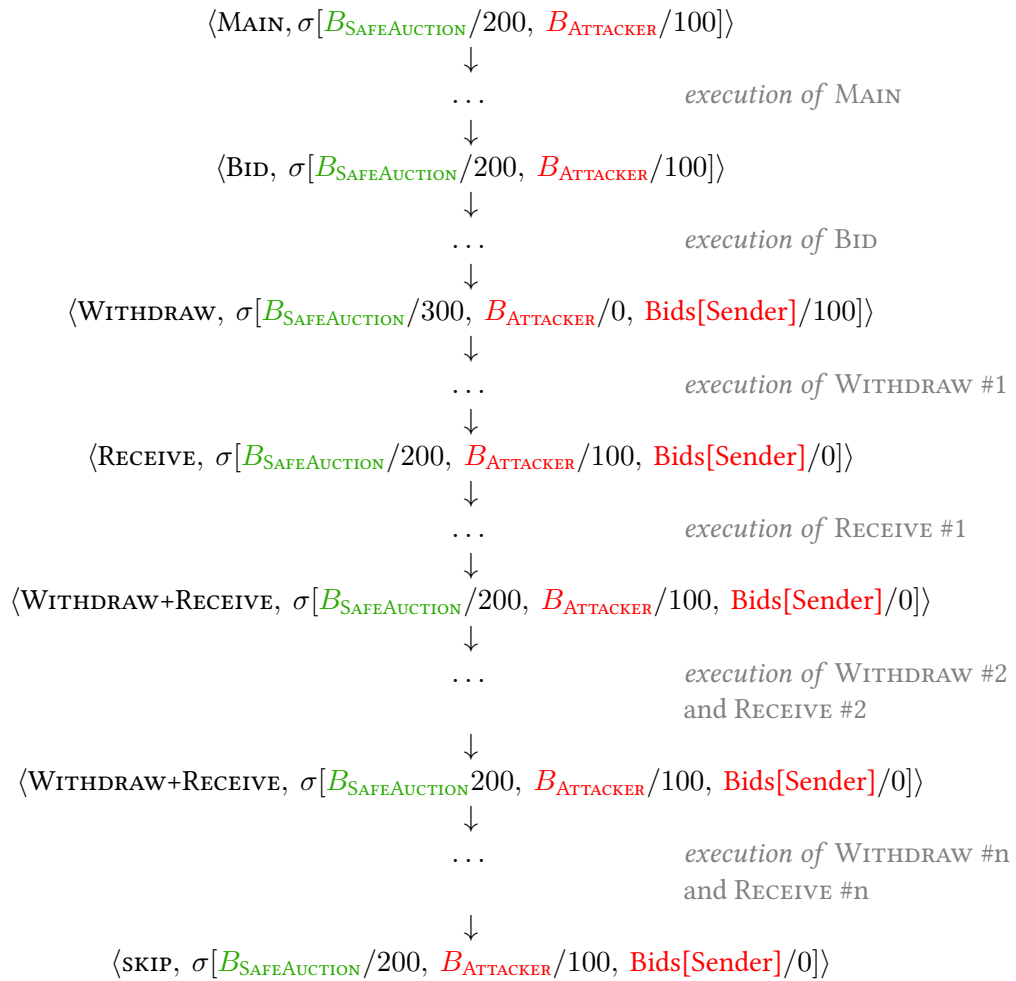 ⟨Main, σ[B_SafeAuction/200, B_Attacker/100]⟩
↓
... execution of Main
↓
⟨Bid, σ[B_SafeAuction/200, B_Attacker/100]⟩
↓
... execution of Bid
↓
⟨Withdraw, σ[B_SafeAuction/300, B_Attacker/0, Bids[Sender]/100]⟩
↓
... execution of Withdraw #1
↓
⟨Receive, σ[B_SafeAuction/200, B_Attacker/100, Bids[Sender]/0]⟩
↓
... execution of Receive #1
↓
⟨Withdraw+Receive, σ[B_SafeAuction/200, B_Attacker/100, Bids[Sender]/0]⟩
↓
... execution of Withdraw #2
and Receive #2
↓
⟨Withdraw+Receive, σ[B_SafeAuction200, B_Attacker/100, Bids[Sender]/0]⟩
↓
... execution of Withdraw #n
and Receive #n
↓
⟨skip, σ[B_SafeAuction/200, B_Attacker/100, Bids[Sender]/0]⟩